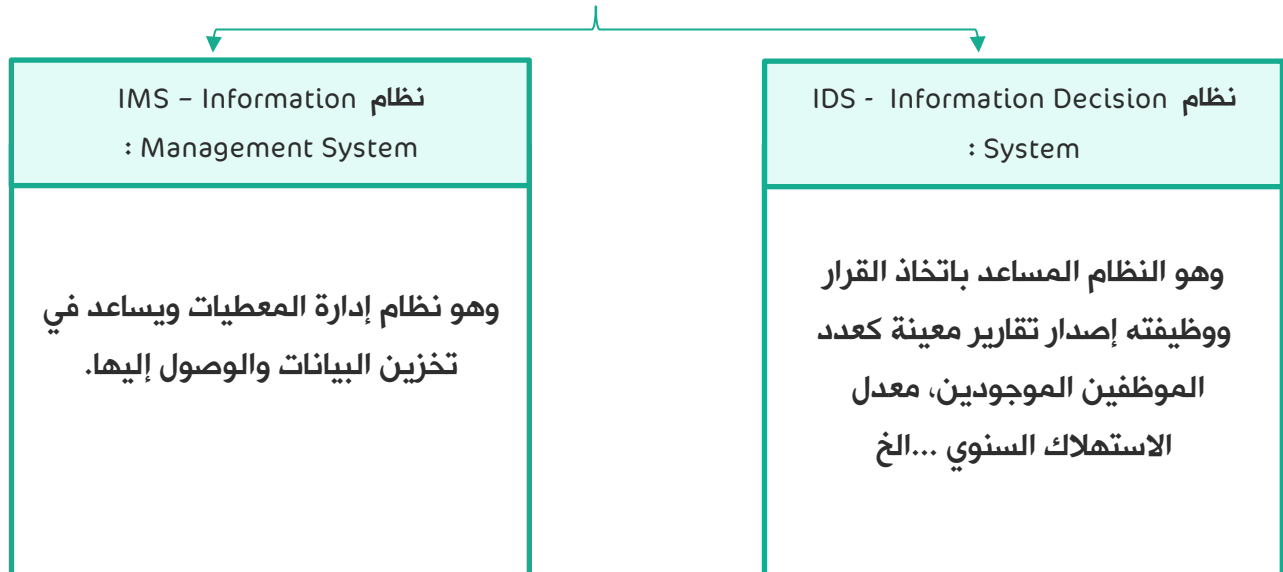 نظام IDS - Information Decision
System :
وهو النظام المساعد باتخاذ القرار
ووظيفته إصدار تقارير معينة كعدد
الموظفين الموجودين، معدل
الاستهلاك السنوي ...الخ
نظام IMS – Information
Management System :
وهو نظام إدارة المعطيات ويساعد في
تخزين البيانات والوصول إليها.